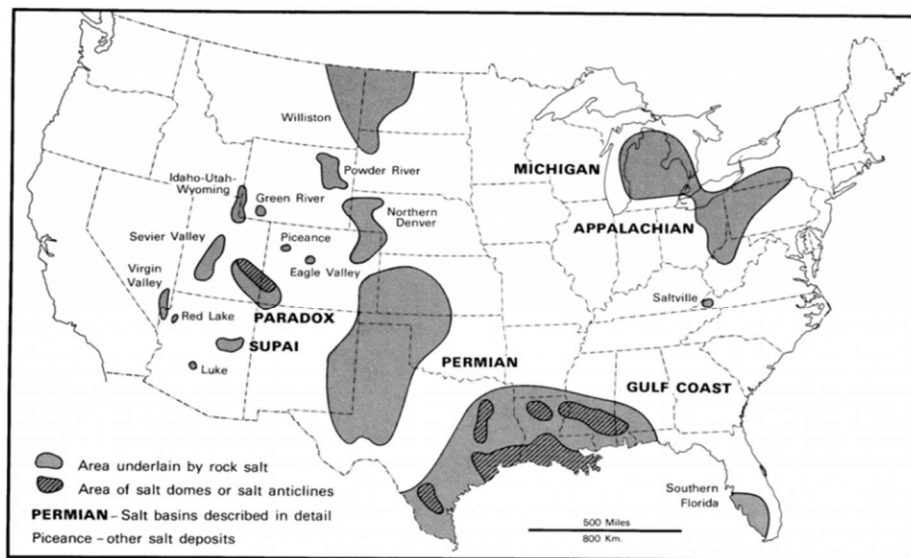 Williston
Powder River
Idaho-Utah-
Wyoming
Green River
Northern
Denver
MICHIGAN
APPALACHIAN
Sevier Valley
Piceance
Eagle Valley
Virgin
Valley
Red Lake
PARADOX
SUPAI
Luke
Saltville
PERMIAN
GULF COAST
Southern
Florida
Area underlain by rock salt
Area of salt domes or salt anticlines
PERMIAN – Salt basins described in detail
Piceance – other salt deposits
500 Miles
800 Km.